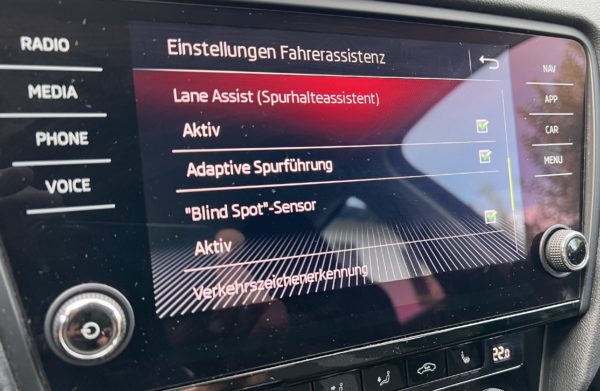 RADIO
MEDIA
PHONE
VOICE
Einstellungen Fahrerassistenz
Lane Assist (Spurhalteassistent)
Aktiv
Adaptive Spurführung
"Blind Spot"-Sensor
Aktiv
Verkehrszeichenerkennung
NAV
APP
CAR
MENU
22.0